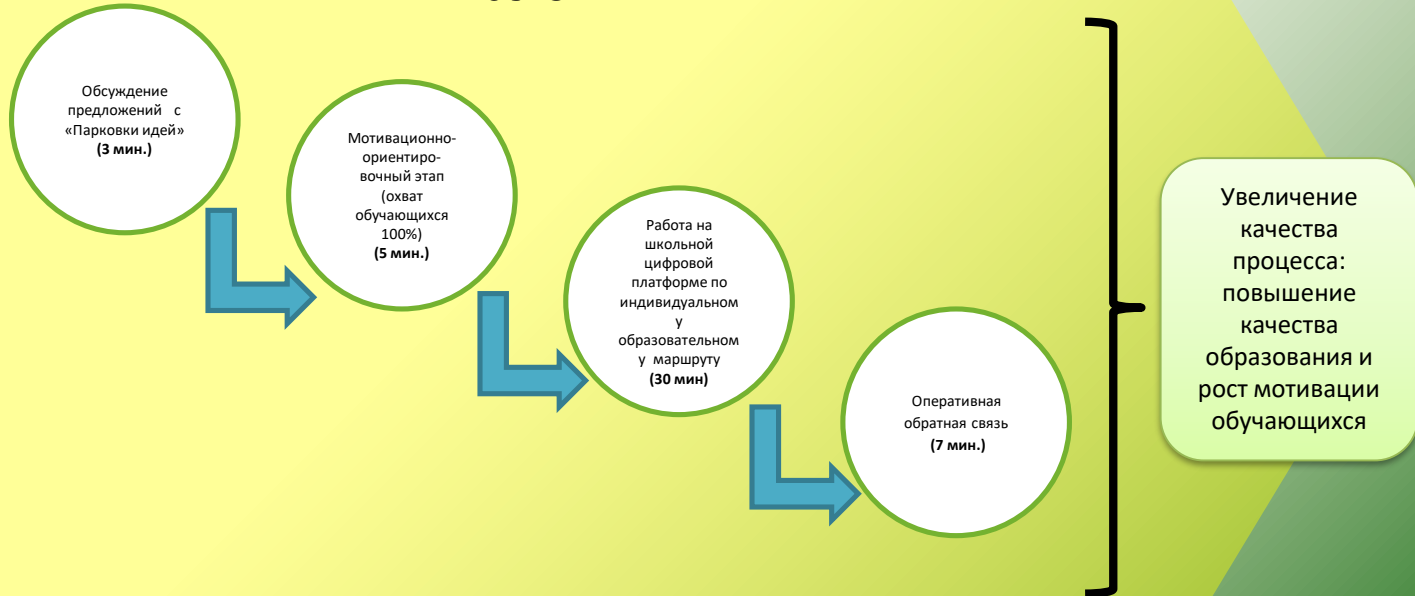 Обсуждение
предложений с
«Парковки идей»
(3 мин.)
Мотивационно-
ориентиро-
вочный этап
(охват
обучающихся
100%)
(5 мин.)
Работа на
школьной
цифровой
платформе по
индивидуальном
у
образовательном
у маршруту
(30 мин)
Оперативная
обратная связь
(7 мин.)
Увеличение
качества
процесса:
повышение
качества
образования и
рост мотивации
обучающихся